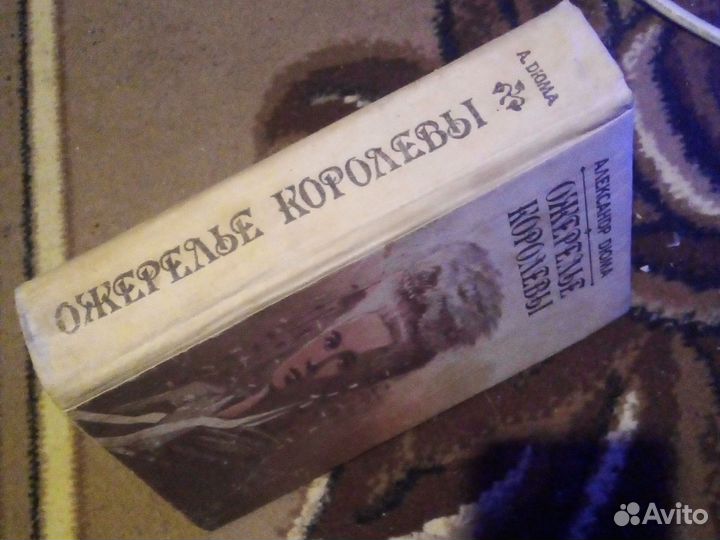 А. ДЮМА
ОЖЕРЕЛЬЕ КОРОЛЕВЫ
АЛЕКСАНДР ДЮМА
ОЖЕРЕЛЬЕ
КОРОЛЕВЫ
Avito